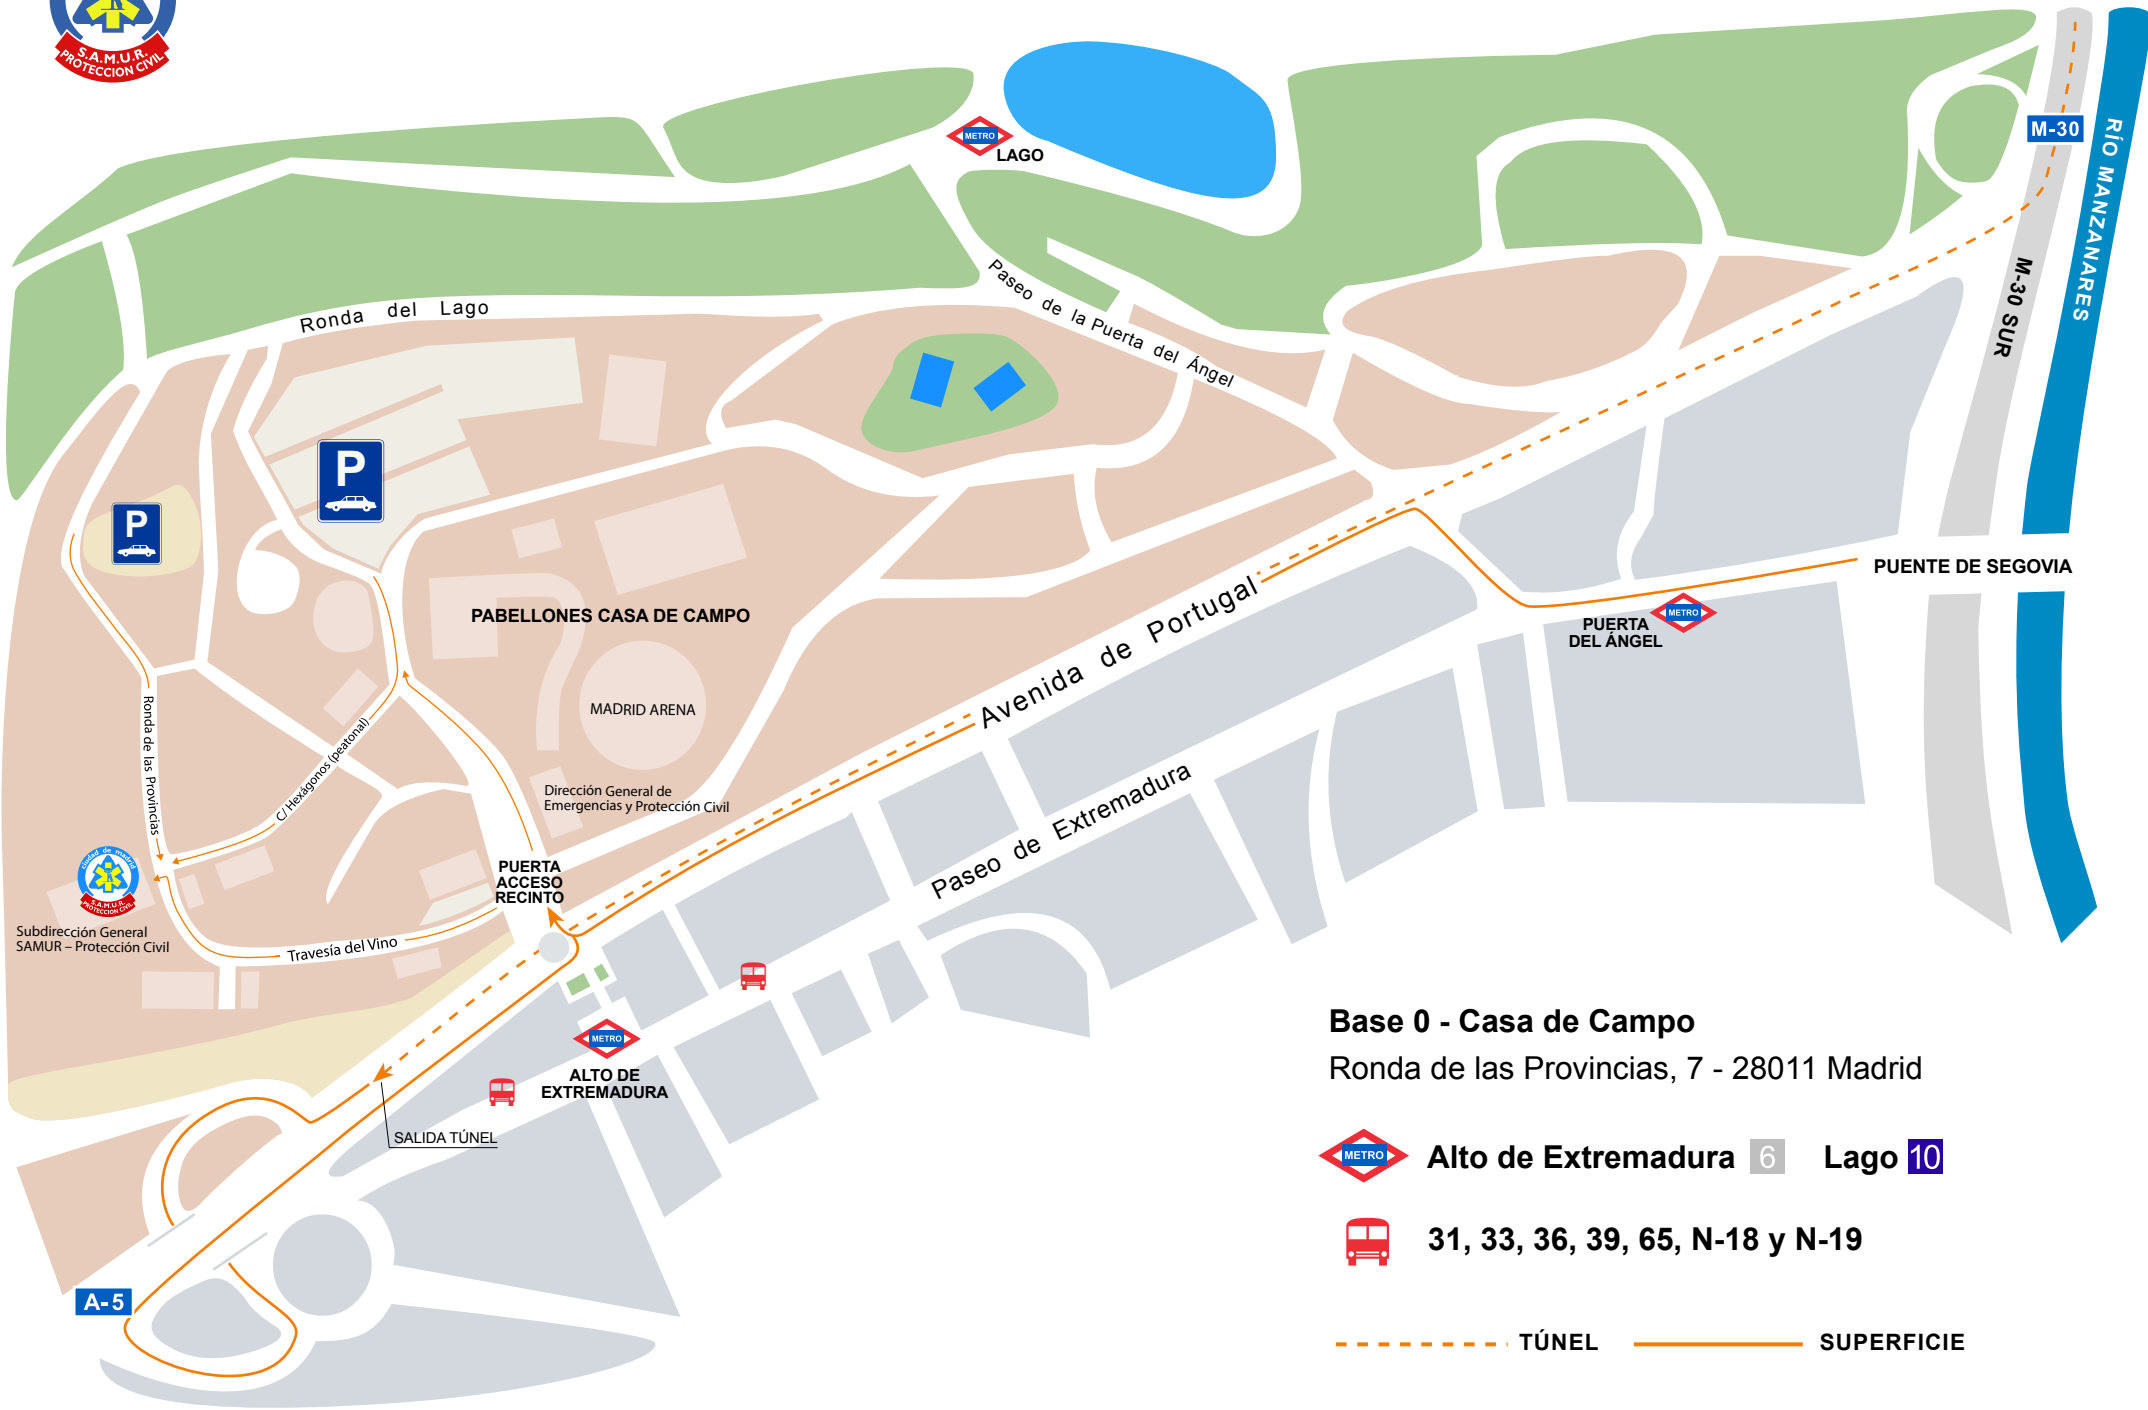 S.A.M.U.R.
PROTECCION CIVIL
METRO
LAGO
M-30
RÍO MANZANARES
M-30 SUR
Ronda del Lago
Paseo de la Puerta del Ángel
P
P
PABELLONES CASA DE CAMPO
MADRID ARENA
Avenida de Portugal
PUENTE DE SEGOVIA
METRO
PUERTA
DEL ÁNGEL
Ronda de las Provincias
C/ Hexágonos (peatonal)
Dirección General de
Emergencias y Protección Civil
Paseo de Extremadura
PUERTA
ACCESO
RECINTO
ciudad de madrid
S.A.M.U.R.
PROTECCION CIVIL
Subdirección General
SAMUR – Protección Civil
Travesía del Vino
METRO
ALTO DE
EXTREMADURA
SALIDA TÚNEL
A-5
Base 0 - Casa de Campo
Ronda de las Provincias, 7 - 28011 Madrid
METRO Alto de Extremadura 6 Lago 10
31, 33, 36, 39, 65, N-18 y N-19
TÚNEL SUPERFICIE